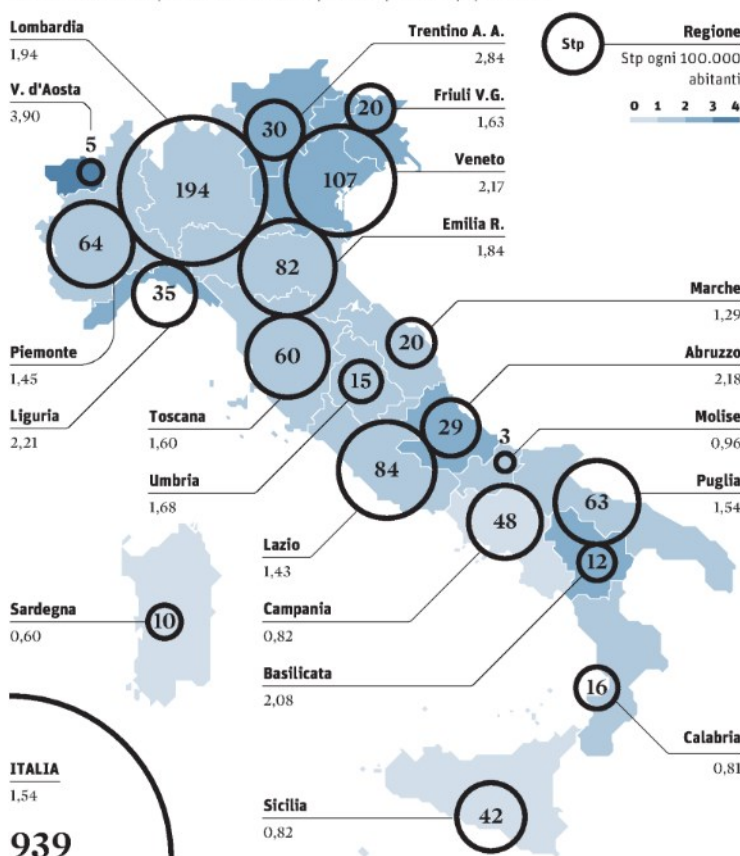 Lombardia
1,94
V. d'Aosta
3,90
5
Trentino A. A.
2,84
Friuli V.G.
1,63
Veneto
2,17
Emilia R.
1,84
Stp
Regione
Stp ogni 100.000
abitanti
0 1 2 3 4
30
20
194
107
64
82
35
Piemonte
1,45
Liguria
2,21
60
Toscana
1,60
15
Umbria
1,68
20
Marche
1,29
Abruzzo
2,18
29
3
Molise
0,96
84
Lazio
1,43
48
Campania
0,82
63
Puglia
1,54
12
Basilicata
2,08
Sardegna
0,60
10
16
Calabria
0,81
ITALIA
1,54
939
Sicilia
0,82
42